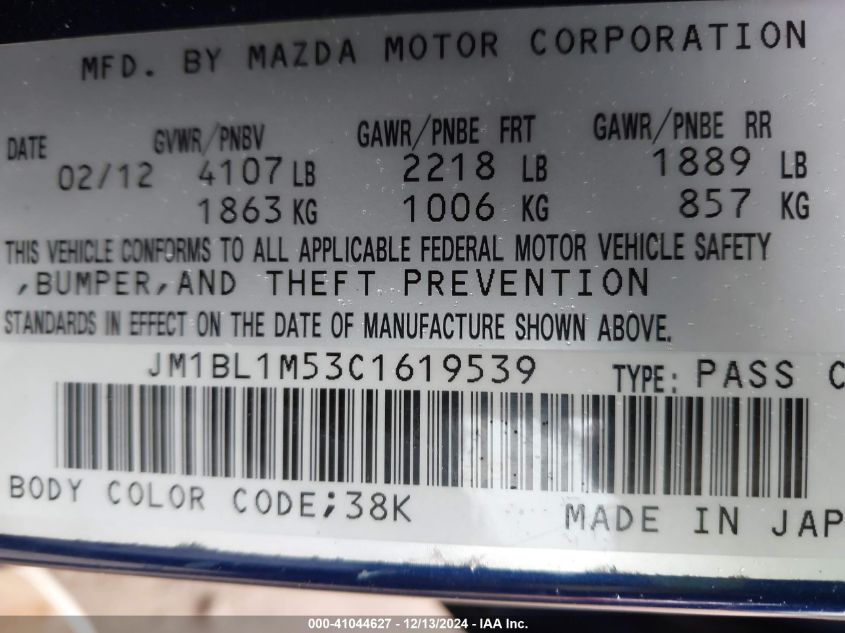 MFD. BY MAZDA MOTOR CORPORATION
DATE GVWR/PNBV GAWR/PNBE FRT GAWR/PNBE RR
02/12 4107 LB 2218 LB 1889 LB
1863 KG 1006 KG 857 KG
THIS VEHICLE CONFORMS TO ALL APPLICABLE FEDERAL MOTOR VEHICLE SAFETY
,BUMPER,AND THEFT PREVENTION
STANDARDS IN EFFECT ON THE DATE OF MANUFACTURE SHOWN ABOVE.
JM1BL1M53C1619539 TYPE: PASS C
BODY COLOR CODE;38K MADE IN JAP
000-41044627 - 12/13/2024 - IAA Inc.